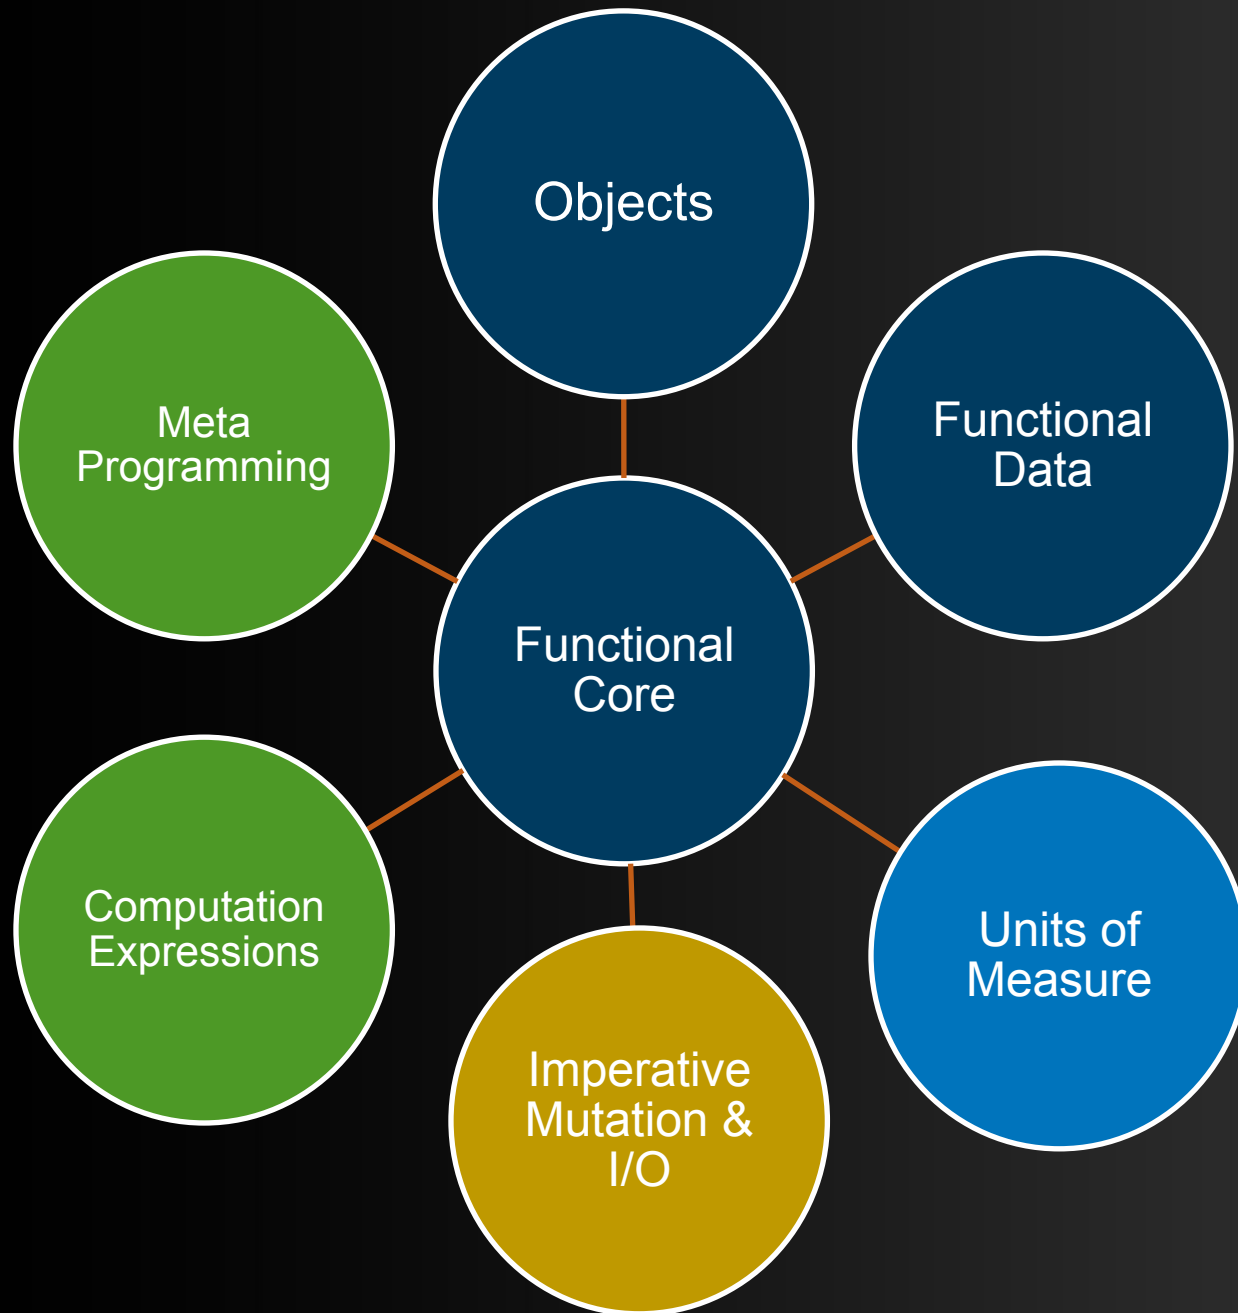 Objects
Meta
Programming
Functional
Data
Functional
Core
Computation
Expressions
Units of
Measure
Imperative
Mutation &
I/O